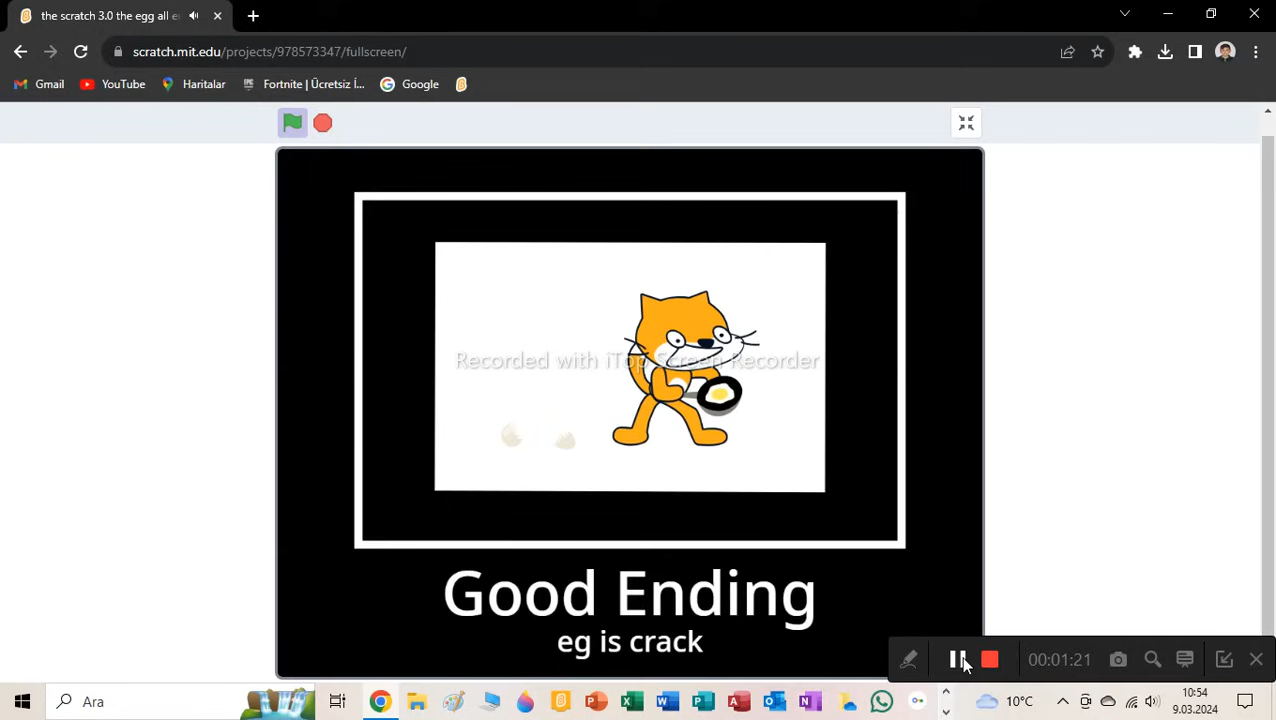 the scratch 3.0 the egg all e
scratch.mit.edu/projects/978573347/fullscreen/
Gmail YouTube Haritalar Fortnite | Ücretsiz İ... Google
Recorded with iTop Screen Recorder
Good Ending
eg is crack
00:01:21
Ara
10°C
10:54
9.03.2024